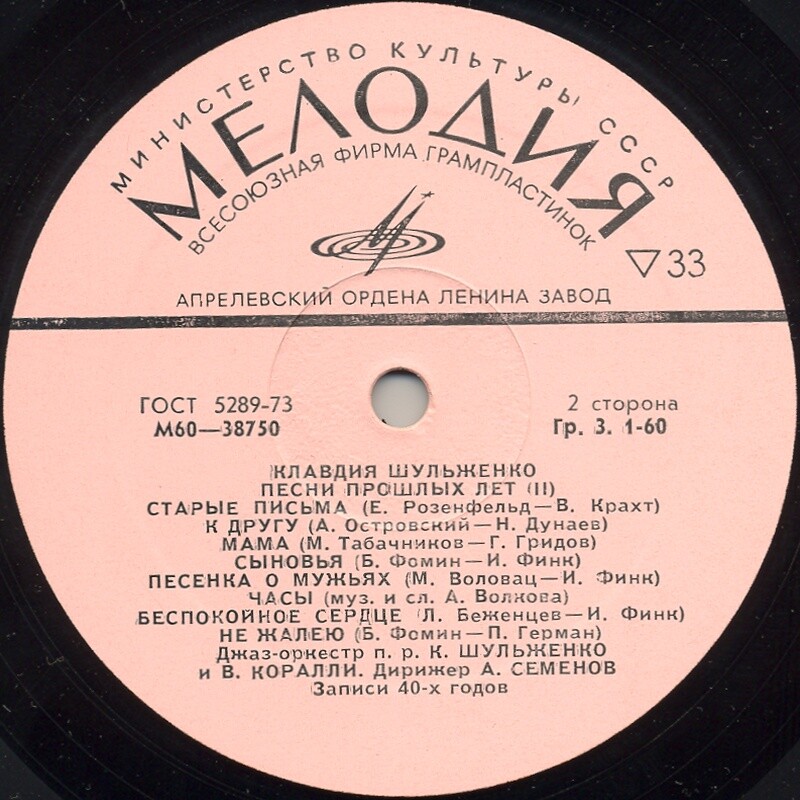 МИНИСТЕРСТВО КУЛЬТУРЫ СССР
МЕЛОДИЯ
ВСЕСОЮЗНАЯ ФИРМА ГРАМПЛАСТИНОК
▽33
АПРЕЛЕВСКИЙ ОРДЕНА ЛЕНИНА ЗАВОД
ГОСТ 5289-73
М60—38750
2 сторона
Гр. 3. 1-60
КЛАВДИЯ ШУЛЬЖЕНКО
ПЕСНИ ПРОШЛЫХ ЛЕТ (II)
СТАРЫЕ ПИСЬМА (Е. Розенфельд—В. Крахт)
К ДРУГУ (А. Островский—Н. Дунаев)
МАМА (М. Табачников—Г. Гридов)
СЫНОВЬЯ (Б. Фомин—И. Финк)
ПЕСЕНКА О МУЖЬЯХ (М. Воловац—И. Финк)
ЧАСЫ (муз. и сл. А. Волкова)
БЕСПОКОЙНОЕ СЕРДЦЕ (Л. Беженцев—И. Финк)
НЕ ЖАЛЕЮ (Б. Фомин—П. Герман)
Джаз-оркестр п. р. К. ШУЛЬЖЕНКО
и В. КОРАЛЛИ. Дирижер А. СЕМЕНОВ
Записи 40-х годов